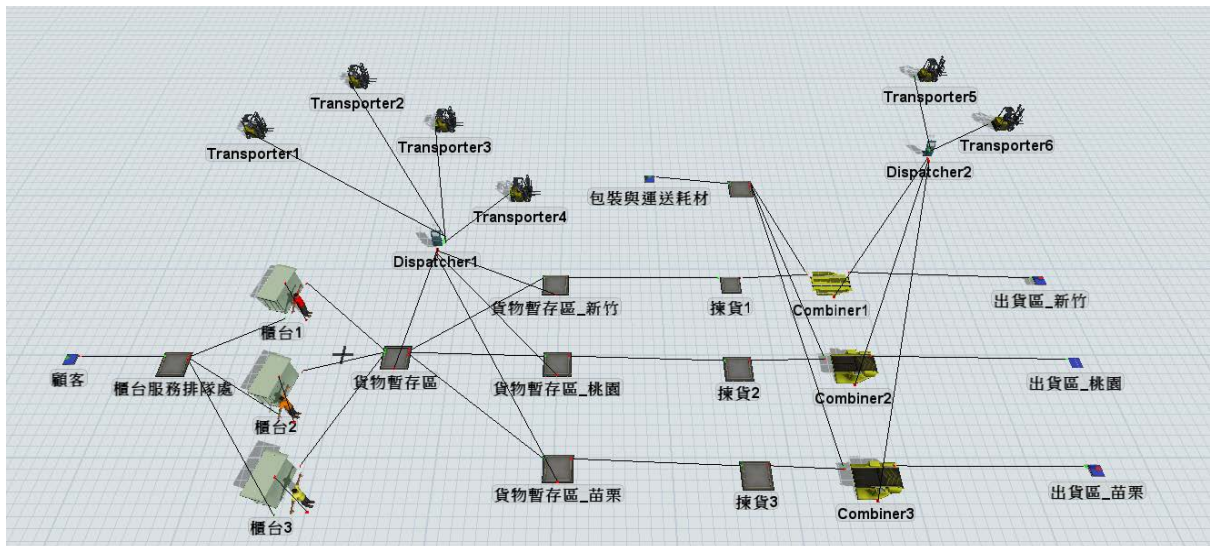 Transporter2
Transporter1
Transporter3
Transporter4
Dispatcher1
Transporter5
Transporter6
Dispatcher2
包裝與運送耗材
櫃台1
貨物暫存區_新竹
揀貨1
Combiner1
出貨區_新竹
顧客
櫃台服務排隊處
櫃台2
貨物暫存區
貨物暫存區_桃園
揀貨2
Combiner2
出貨區_桃園
櫃台3
貨物暫存區_苗栗
揀貨3
Combiner3
出貨區_苗栗